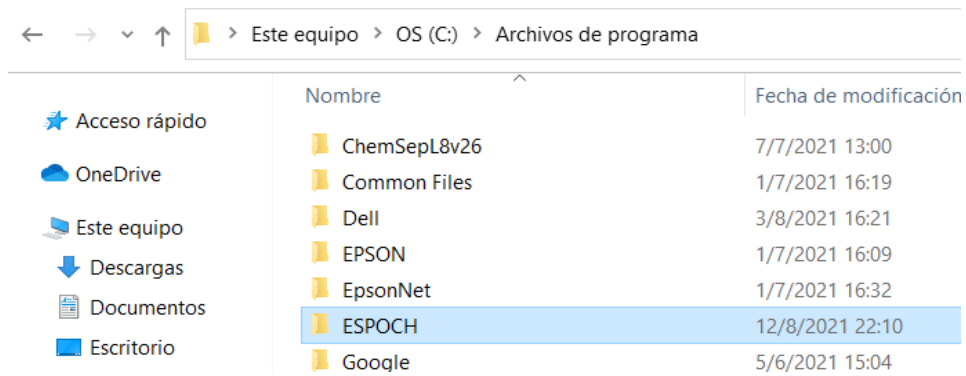 Este equipo > OS (C:) > Archivos de programa
Nombre Fecha de modificación
Acceso rápido
OneDrive
Este equipo
Descargas
Documentos
Escritorio
ChemSepL8v26 7/7/2021 13:00
Common Files 1/7/2021 16:19
Dell 3/8/2021 16:21
EPSON 1/7/2021 16:09
EpsonNet 1/7/2021 16:32
ESPOCH 12/8/2021 22:10
Google 5/6/2021 15:04